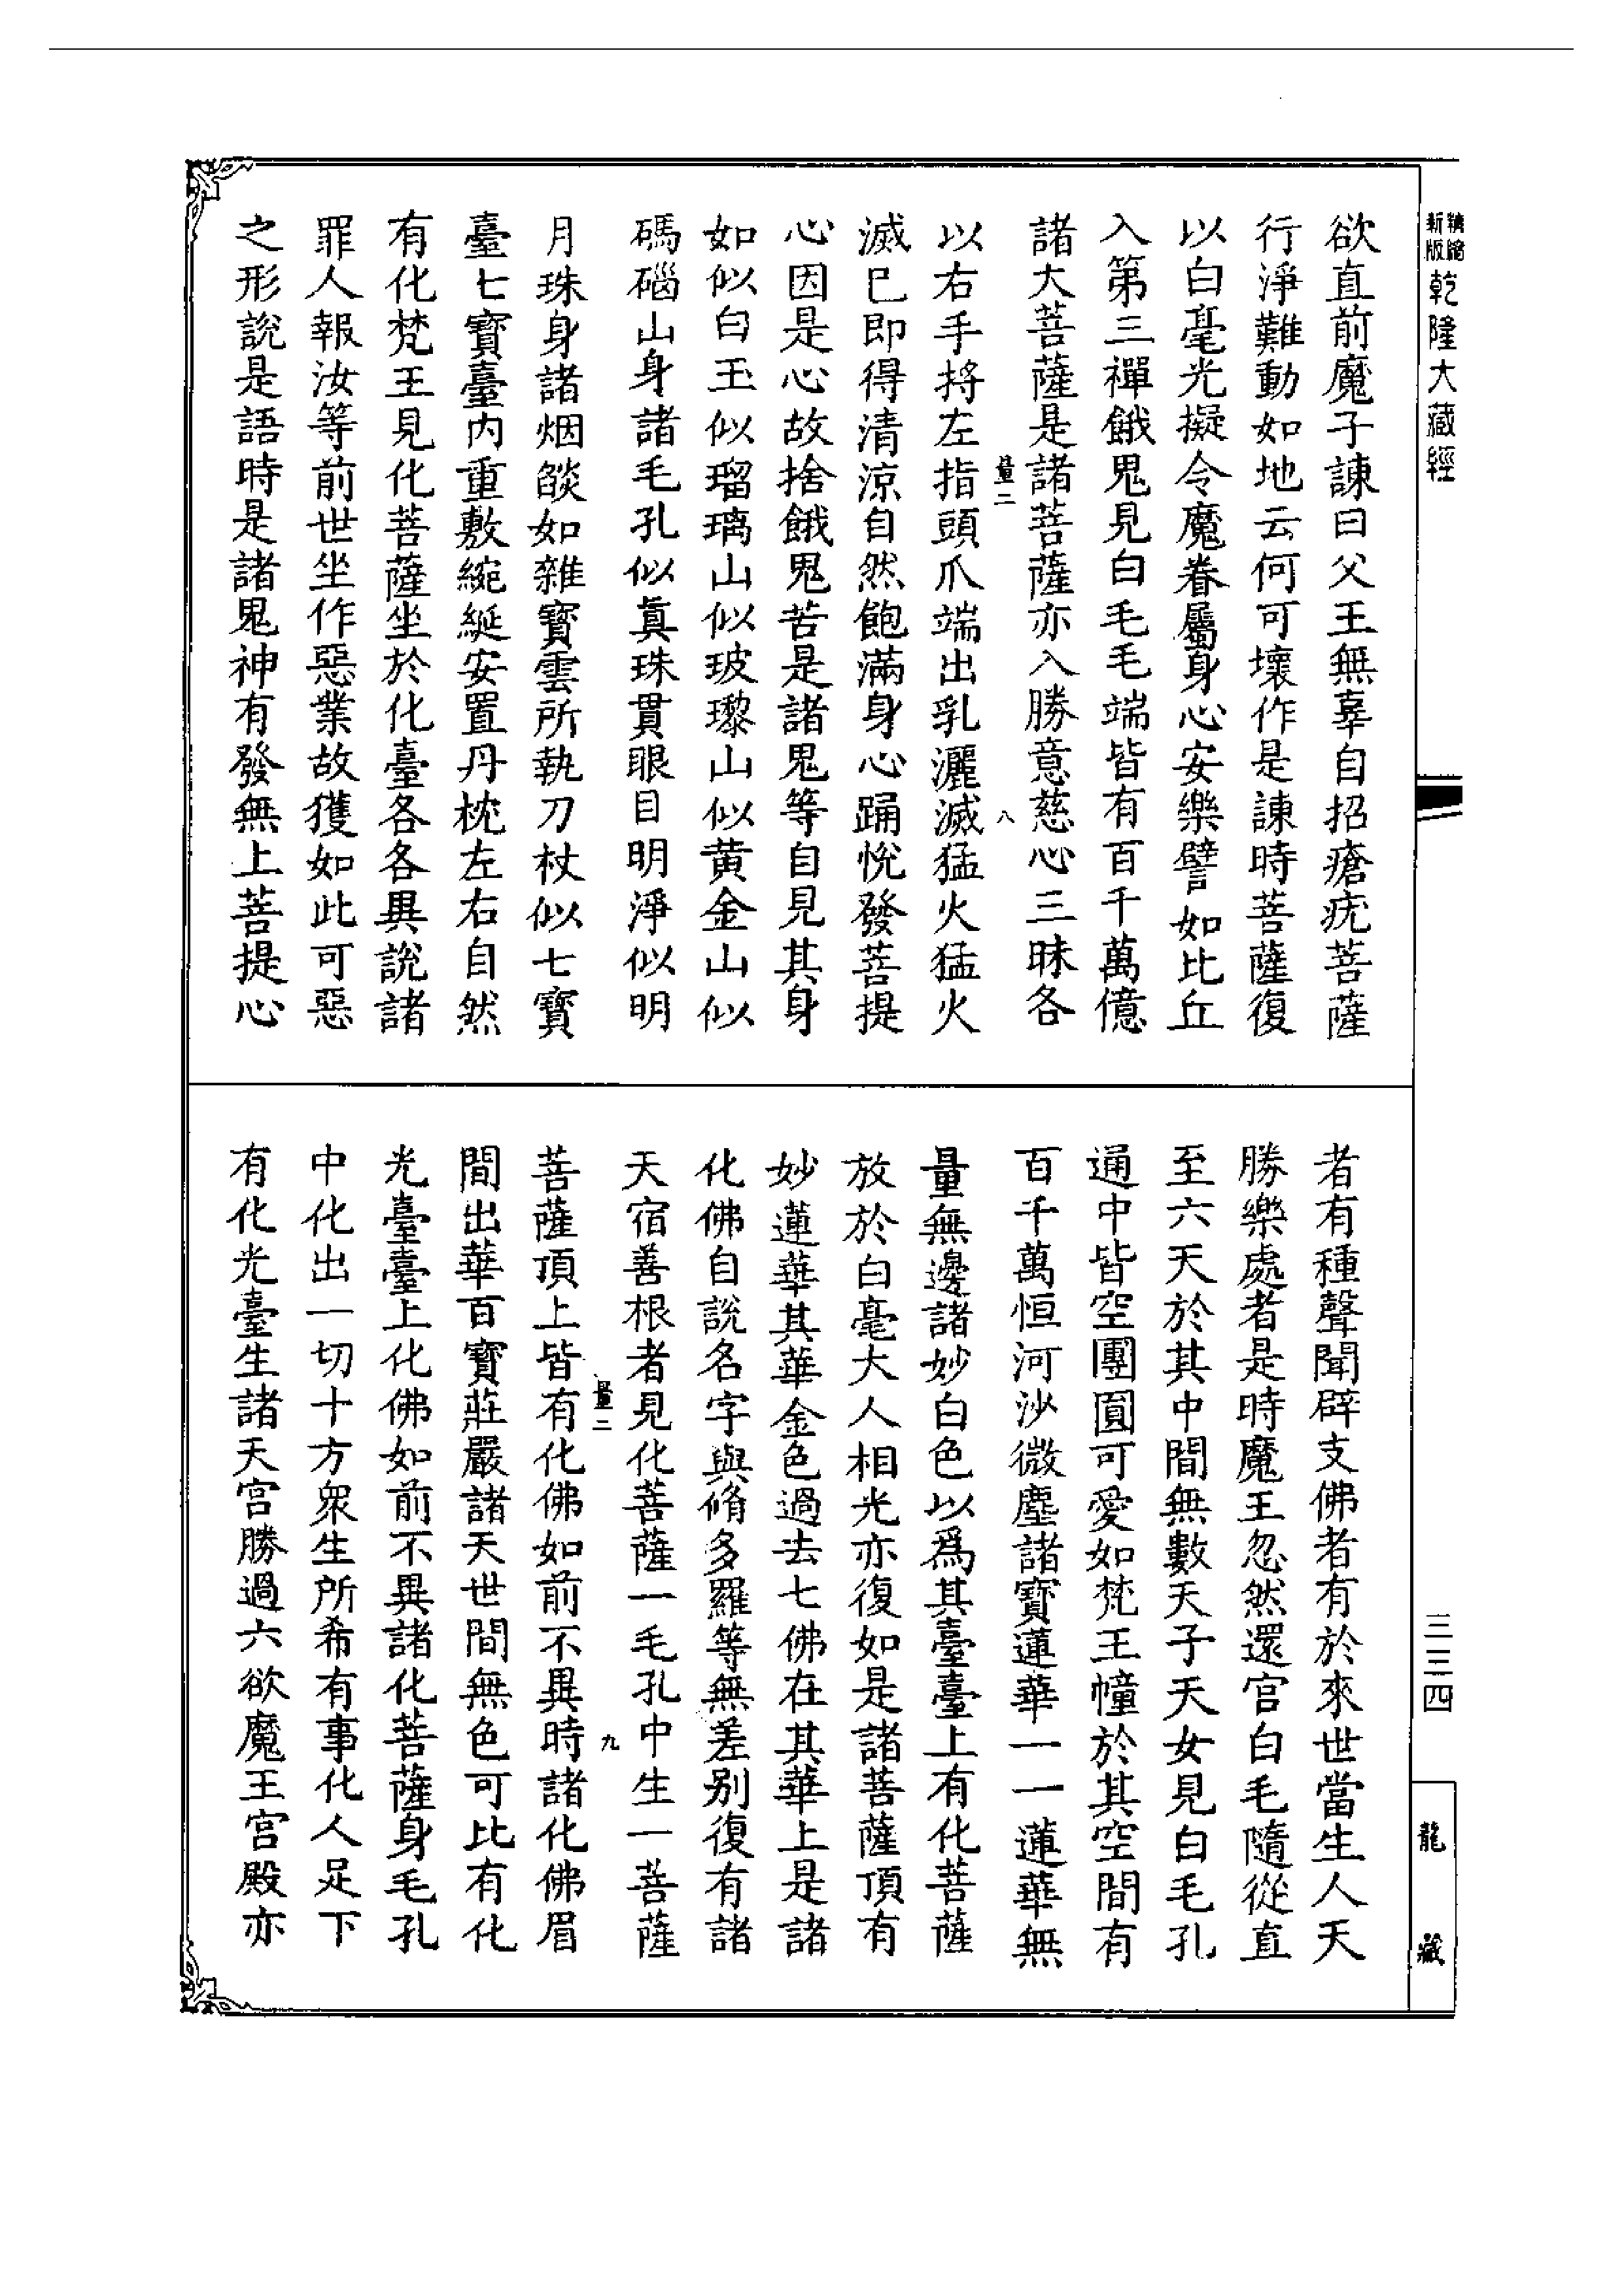 精縮
新版
乾隆大藏經
欲直前魔子諫曰父王無辜自招瘡疣菩薩
行淨難動如地云何可壞作是諫時菩薩復
以白毫光擬令魔眷屬身心安樂譬如比丘
入第三禪餓鬼見白毛毛端皆有百千萬億
諸大菩薩是諸菩薩亦入勝意慈心三昧各
量二
八
以右手將左指頭爪端出乳灑滅猛火猛火
滅已即得清涼自然飽滿身心踊悅發菩提
心因是心故捨餓鬼苦是諸鬼等自見其身
如似白玉似瑠璃山似玻瓈山似黃金山似
碼碯山身諸毛孔似真珠貫眼目明淨似明
月珠身諸烟燄如雜寶雲所執刀杖似七寶
臺七寶臺內重敷綩綖安置丹枕左右自然
有化梵王見化菩薩坐於化臺各各異說諸
罪人報汝等前世坐作惡業故獲如此可惡
之形說是語時是諸鬼神有發無上菩提心
三三四
龍藏
者有種聲聞辟支佛者有於來世當生人天
勝樂處者是時魔王忽然還宮白毛隨從直
至六天於其中間無數天子天女見白毛孔
通中皆空團圓可愛如梵王幢於其空間有
百千萬恒河沙微塵諸寶蓮華一一蓮華無
量無邊諸妙白色以為其臺臺上有化菩薩
放於白毫大人相光亦復如是諸菩薩頂有
妙蓮華其華金色過去七佛在其華上是諸
化佛自說名字與脩多羅等無差別復有諸
天宿善根者見化菩薩一毛孔中生一菩薩
量二
九
菩薩頂上皆有化佛如前不異時諸化佛眉
間出華百寶莊嚴諸天世間無色可比有化
光臺臺上化佛如前不異諸化菩薩身毛孔
中化出一切十方眾生所希有事化人足下
有化光臺生諸天宮勝過六欲魔王宮殿亦